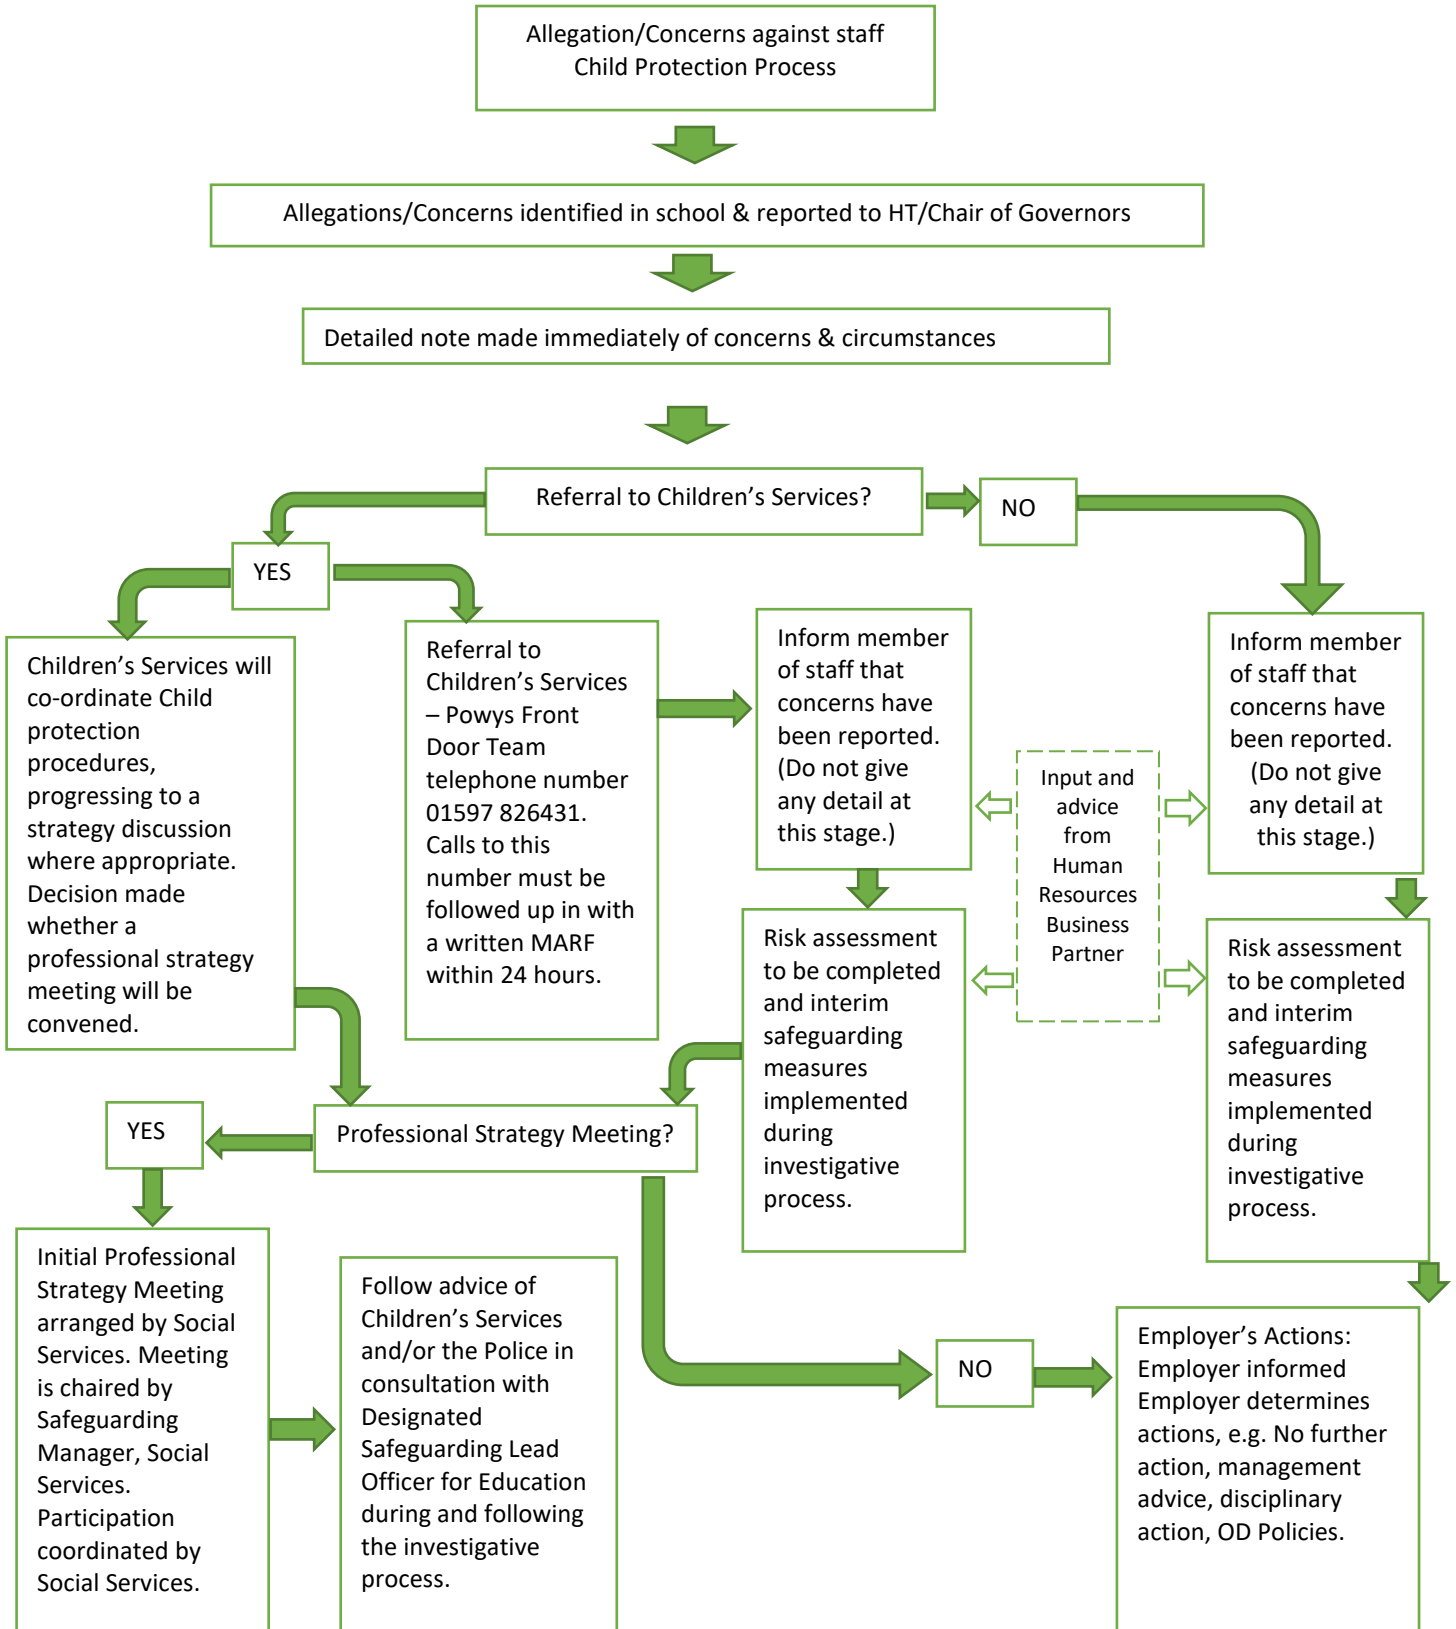 Allegation/Concerns against staff
Child Protection Process
Allegations/Concerns identified in school & reported to HT/Chair of Governors
Detailed note made immediately of concerns & circumstances
Referral to Children’s Services?
NO
YES
Children’s Services will
co-ordinate Child
protection
procedures,
progressing to a
strategy discussion
where appropriate.
Decision made
whether a
professional strategy
meeting will be
convened.
Referral to
Children’s Services
– Powys Front
Door Team
telephone number
01597 826431.
Calls to this
number must be
followed up in with
a written MARF
within 24 hours.
Inform member
of staff that
concerns have
been reported.
(Do not give
any detail at
this stage.)
Input and
advice
from
Human
Resources
Business
Partner
Inform member
of staff that
concerns have
been reported.
(Do not give
any detail at
this stage.)
Risk assessment
to be completed
and interim
safeguarding
measures
implemented
during
investigative
process.
Risk assessment
to be completed
and interim
safeguarding
measures
implemented
during
investigative
process.
Professional Strategy Meeting?
YES
Initial Professional
Strategy Meeting
arranged by Social
Services. Meeting
is chaired by
Safeguarding
Manager, Social
Services.
Participation
coordinated by
Social Services.
Follow advice of
Children’s Services
and/or the Police in
consultation with
Designated
Safeguarding Lead
Officer for Education
during and following
the investigative
process.
NO
Employer’s Actions:
Employer informed
Employer determines
actions, e.g. No further
action, management
advice, disciplinary
action, OD Policies.